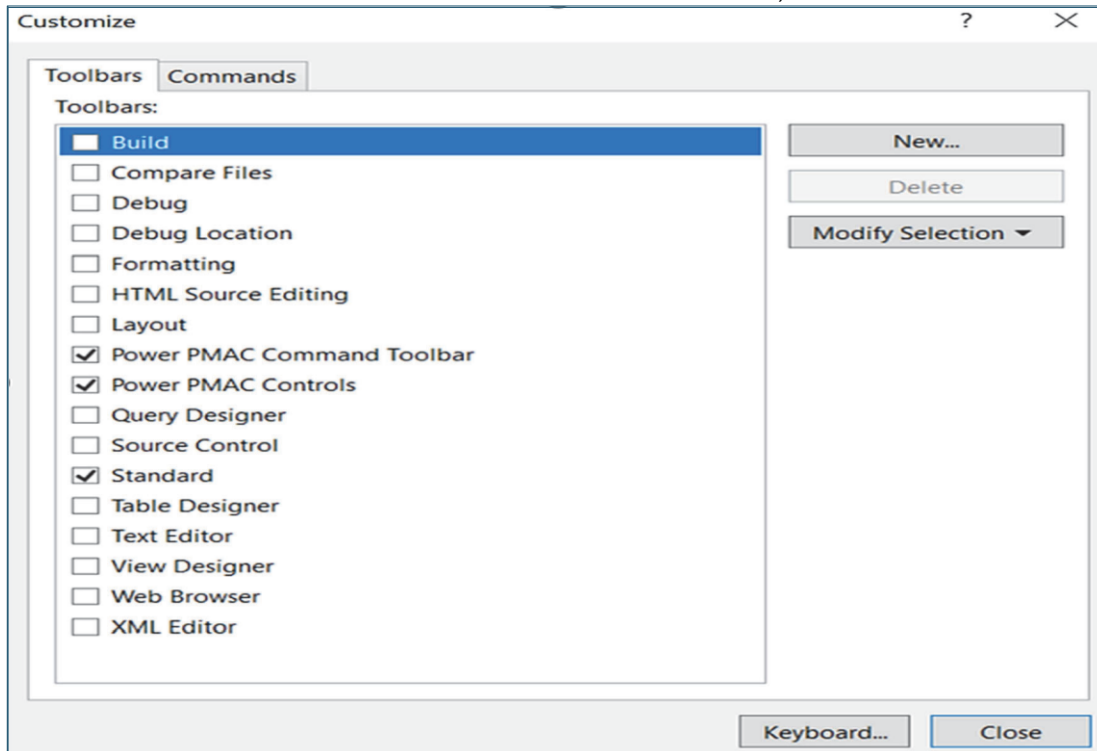 Customize
?
Toolbars Commands
Toolbars:
Build
New...
Compare Files
Delete
Debug
Debug Location
Modify Selection
Formatting
HTML Source Editing
Layout
Power PMAC Command Toolbar
Power PMAC Controls
Query Designer
Source Control
Standard
Table Designer
Text Editor
View Designer
Web Browser
XML Editor
Keyboard... Close